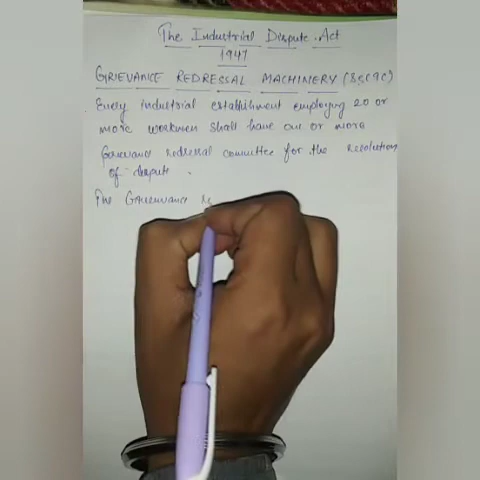 The Industrial Dispute Act
1947
GRIEVANCE REDRESSAL MACHINERY (Sec 9C)
Every industrial establishment employing 20 or
more workmen shall have one or more
Grievance redressal committee for the resolution
of dispute.
The Grievance Re